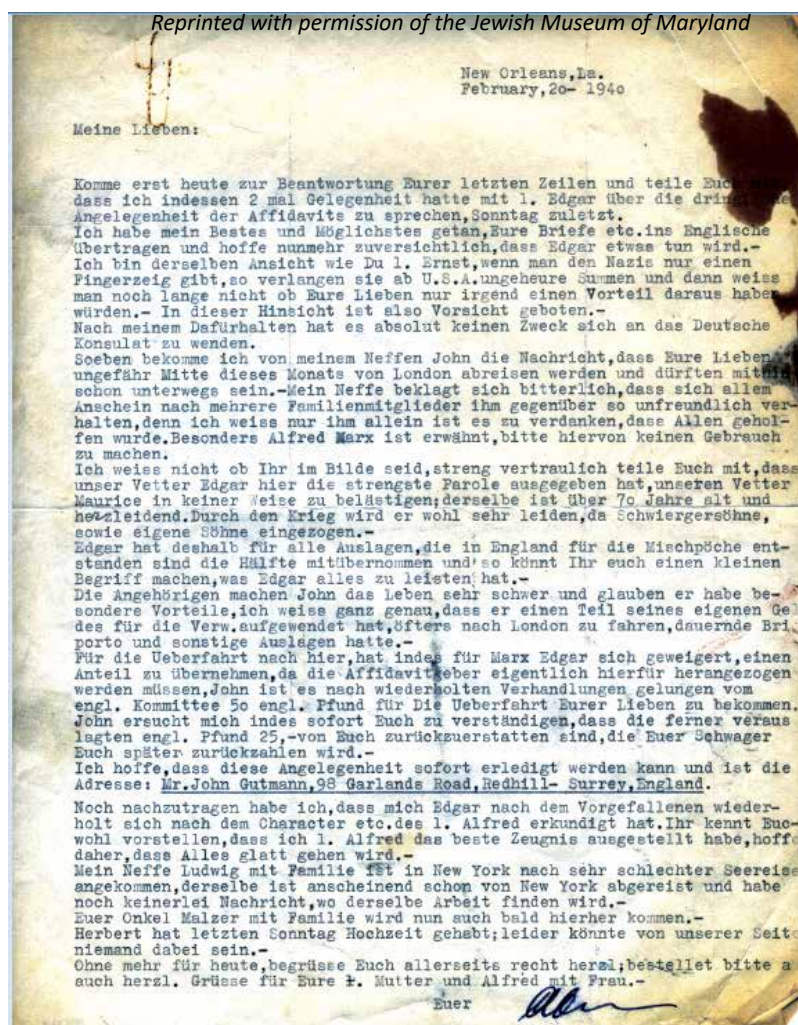 Reprinted with permission of the Jewish Museum of Maryland
New Orleans,La.
February,2o- 194o
Meine Lieben:
Komme erst heute zur Beantwortung Eurer letzten Zeilen und teile Euch
dass ich indessen 2 mal Gelegenheit hatte mit l. Edgar über die
Angelegenheit der Affidavits zu sprechen,Sonntag zuletzt.
Ich habe mein Bestes und Möglichstes getan,Eure Briefe etc.ins Englische
übertragen und hoffe nunmehr zuversichtlich,dass Edgar etwas tun wird.-
Ich bin derselben Ansicht wie Du l. Ernst,wenn man den Nazis nur einen
Fingerzeig gibt,so verlangen sie ab U.S.A.ungeheure Summen und dann weiss
man noch lange nicht ob Eure Lieben nur irgend einen Vorteil daraus haben
würden.- In dieser Hinsicht ist also Vorsicht geboten.-
Nach meinem Dafürhalten hat es absolut keinen Zweck sich an das Deutsche
Konsulat zu wenden.
Soeben bekomme ich von meinem Neffen John die Nachricht,dass Eure Lieben
ungefähr Mitte dieses Monats von London abreisen werden und dürften mithin
schon unterwegs sein.-Mein Neffe beklagt sich bitterlich,dass sich allem
Anschein nach mehrere Familienmitglieder ihm gegenüber so unfreundlich ver-
halten,denn ich weiss nur ihm allein ist es zu verdanken,dass Allen gehol-
fen wurde.Besonders Alfred Marx ist erwähnt,bitte hiervon keinen Gebrauch
zu machen.
Ich weiss nicht ob Ihr im Bilde seid,streng vertraulich teile Euch mit,dass
unser Vetter Edgar hier die strengste Parole ausgegeben hat,unseren Vetter
Maurice in keiner Weise zu belästigen;derselbe ist über 7o Jahre alt und
herzleidend.Durch den Krieg wird er wohl sehr leiden,da Schwiergersöhne,
sowie eigene Söhne eingezogen.-
Edgar hat deshalb für alle Auslagen,die in England für die Mischpöche ent-
standen sind die Hälfte mitübernommen und so könnt Ihr euch einen kleinen
Begriff machen,was Edgar alles zu leisten hat.-
Die Angehörigen machen John das Leben sehr schwer und glauben er habe be-
sondere Vorteile,ich weiss ganz genau,dass er einen Teil seines eigenen Gel
des für die Verw.aufgewendet hat,öfters nach London zu fahren,dauernde Bri
porto und sonstige Auslagen hatte.-
Für die Ueberfahrt nach hier,hat indes für Marx Edgar sich geweigert,einen
Anteil zu übernehmen,da die Affidavitgeber eigentlich hierfür herangezogen
werden müssen,John ist es nach wiederholten Verhandlungen gelungen vom
engl. Kommittee 5o engl. Pfund für Die Ueberfahrt Eurer Lieben zu bekommen.
John ersucht mich indes sofort Euch zu verständigen,dass die ferner veraus
lagten engl. Pfund 25,-von Euch zurückzuerstatten sind,die Euer Schwager
Euch später zurückzahlen wird.-
Ich hoffe,dass diese Angelegenheit sofort erledigt werden kann und ist die
Adresse: Mr.John Gutmann,98 Garlands Road,Redhill- Surrey,England.
Noch nachzutragen habe ich,dass mich Edgar nach dem Vorgefallenen wieder-
holt sich nach dem Character etc.des l. Alfred erkundigt hat.Ihr kennt Euc
wohl vorstellen,dass ich l. Alfred das beste Zeugnis ausgestellt habe,hoffe
daher,dass Alles glatt gehen wird.-
Mein Neffe Ludwig mit Familie ist in New York nach sehr schlechter Seereise
angekommen,derselbe ist anscheinend schon von New York abgereist und habe
noch keinerlei Nachricht,wo derselbe Arbeit finden wird.-
Euer Onkel Malzer mit Familie wird nun auch bald hierher kommen.-
Herbert hat letzten Sonntag Hochzeit gehabt;leider könnte von unserer Seite
niemand dabei sein.-
Ohne mehr für heute,begrüsse Euch allerseits recht herzl;bestellet bitte a
auch herzl. Grüsse für Eure l. Mutter und Alfred mit Frau.-
Euer